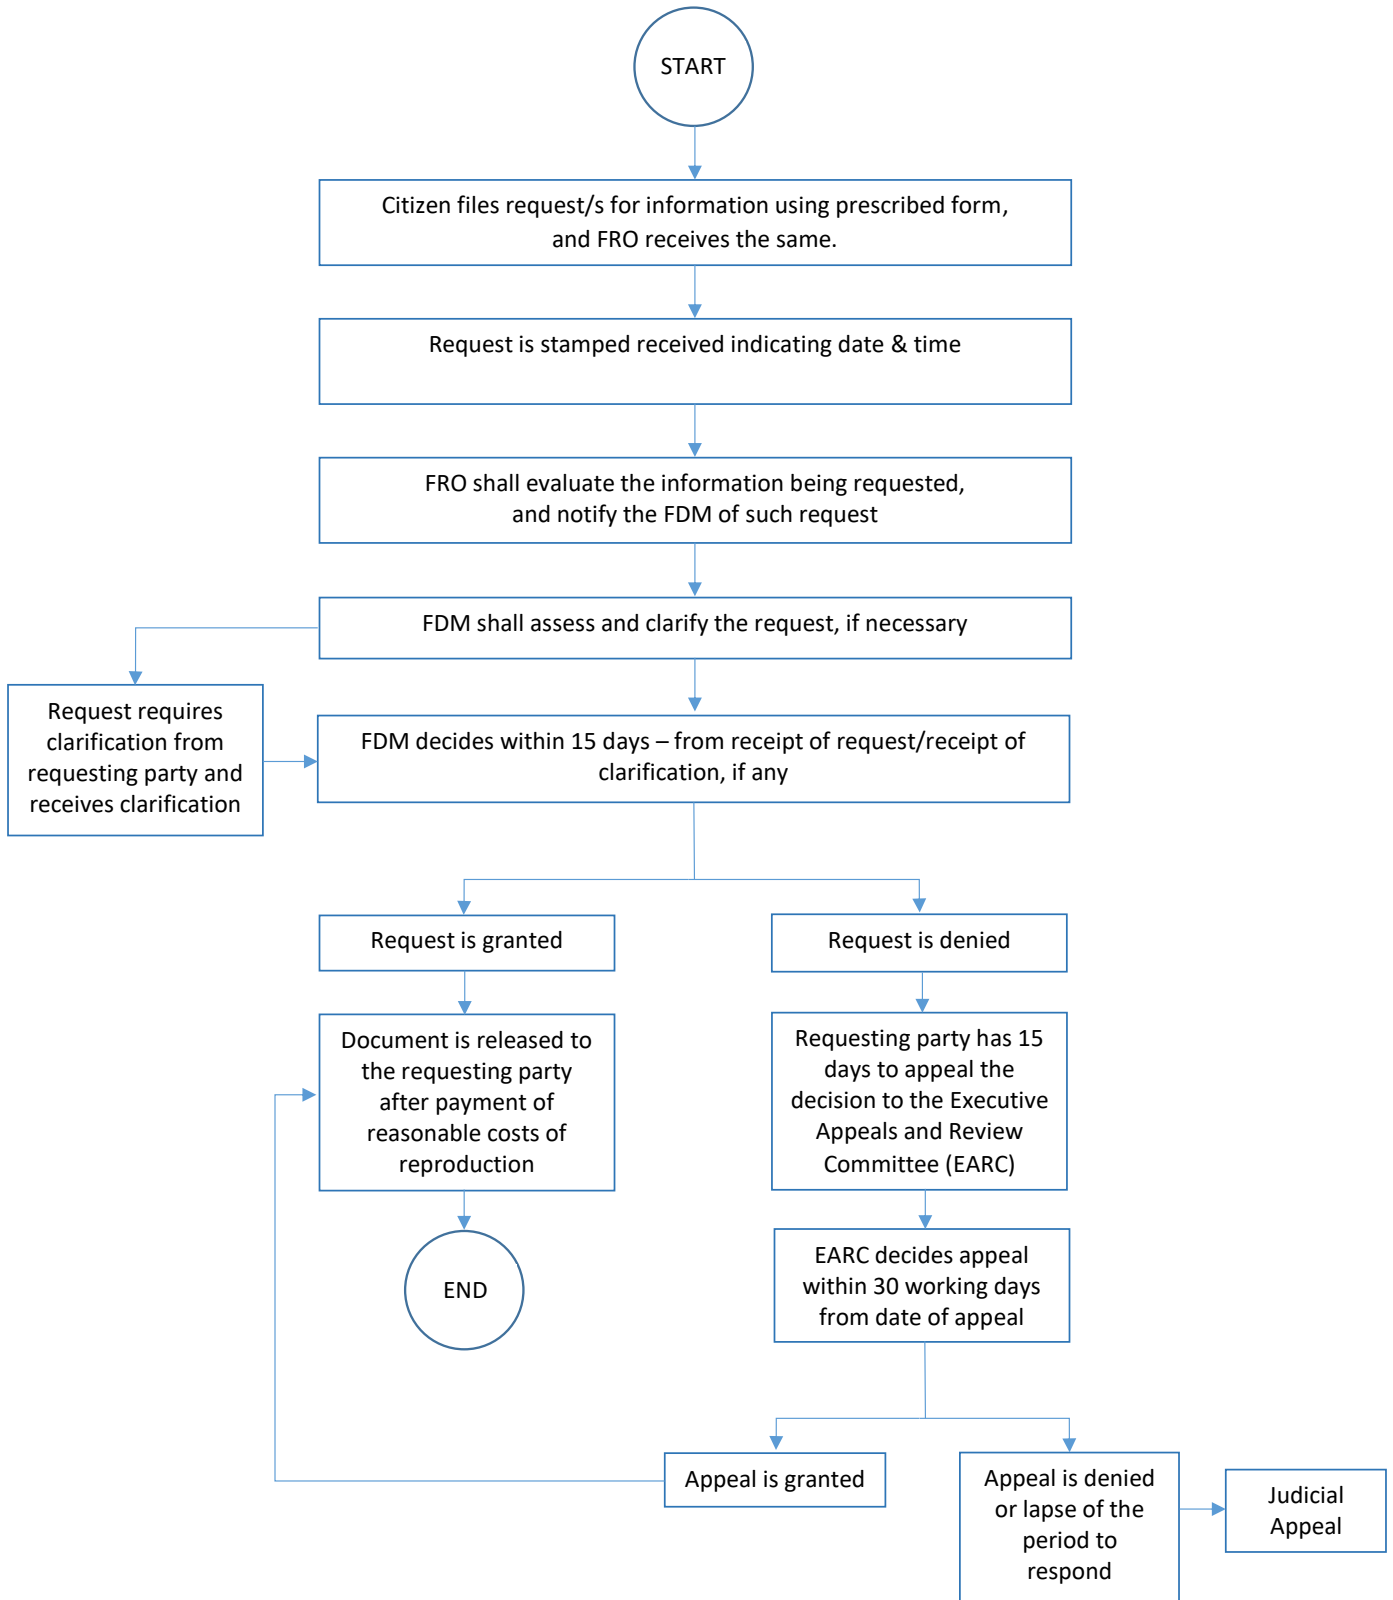 START
Citizen files request/s for information using prescribed form,
and FRO receives the same.
Request is stamped received indicating date & time
FRO shall evaluate the information being requested,
and notify the FDM of such request
FDM shall assess and clarify the request, if necessary
Request requires
clarification from
requesting party and
receives clarification
FDM decides within 15 days – from receipt of request/receipt of
clarification, if any
Request is granted
Request is denied
Document is released to
the requesting party
after payment of
reasonable costs of
reproduction
Requesting party has 15
days to appeal the
decision to the Executive
Appeals and Review
Committee (EARC)
END
EARC decides appeal
within 30 working days
from date of appeal
Appeal is granted
Appeal is denied
or lapse of the
period to
respond
Judicial
Appeal